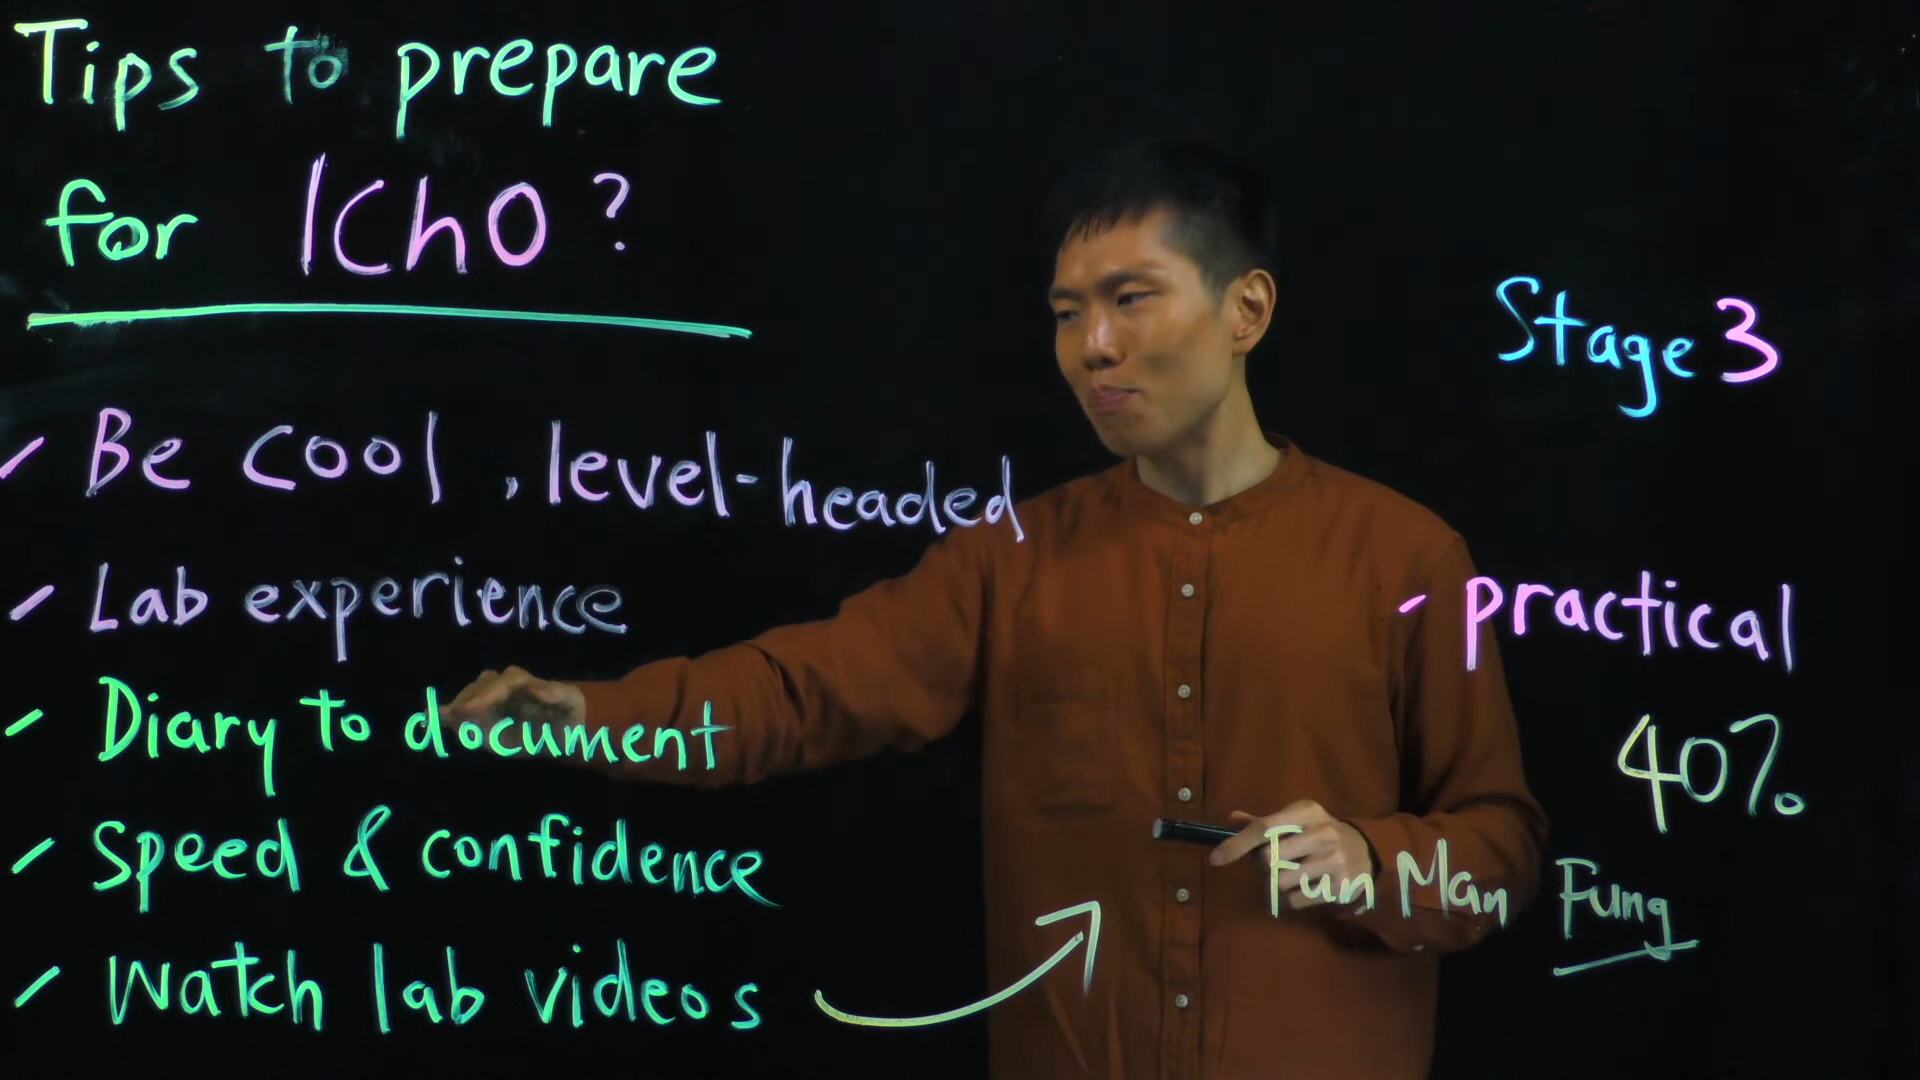 Tips to prepare
for IChO?
- Be cool, level-headed
- Lab experience
- Diary to document
- Speed & confidence
- Watch lab videos
Stage 3
- practical
40%
Fun Man Fung